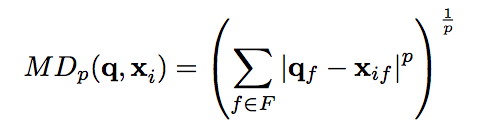 MD_p(𝐪, 𝐱_i) = ( ∑_{f∈F} |𝐪_f − 𝐱_{if}|^p )^{1/p}